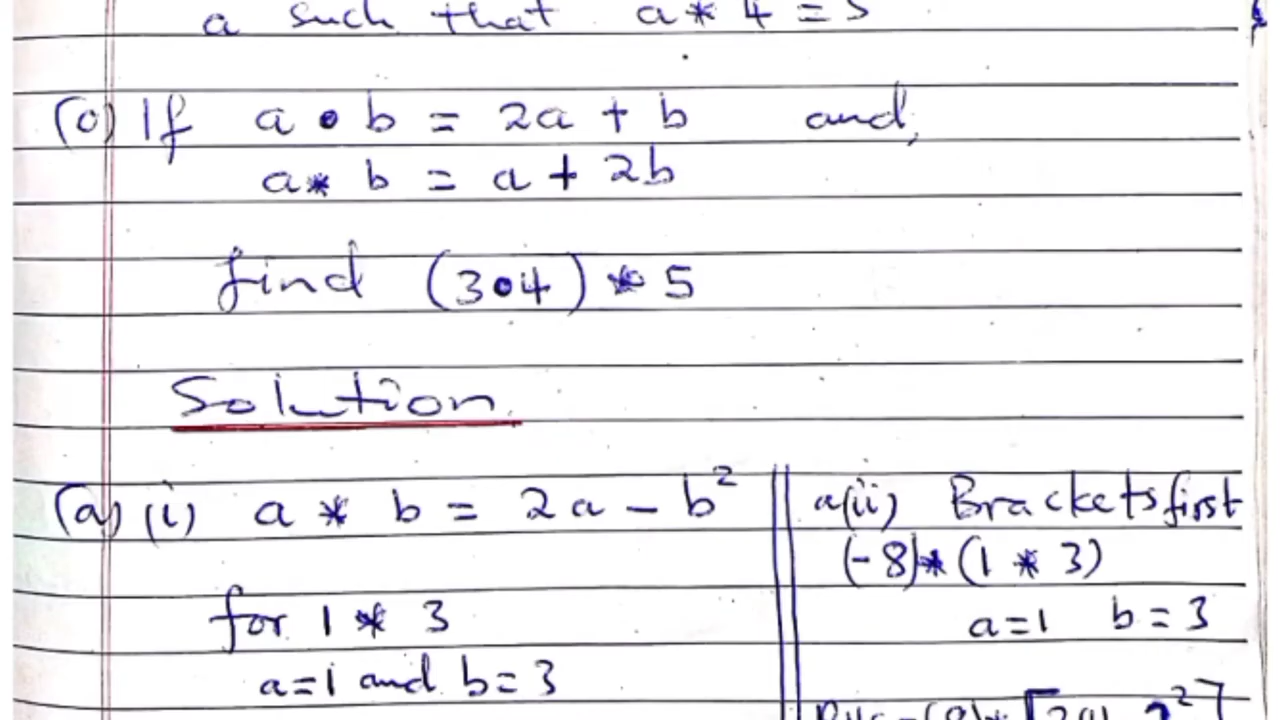 a such that a * 4 = 5
(c) If a • b = 2a + b and,
a * b = a + 2b
find (3•4) * 5
Solution
(a) (i) a * b = 2a - b²
for 1 * 3
a=1 and b=3
a(ii) Brackets first
(-8)*(1 * 3)
a=1 b=3